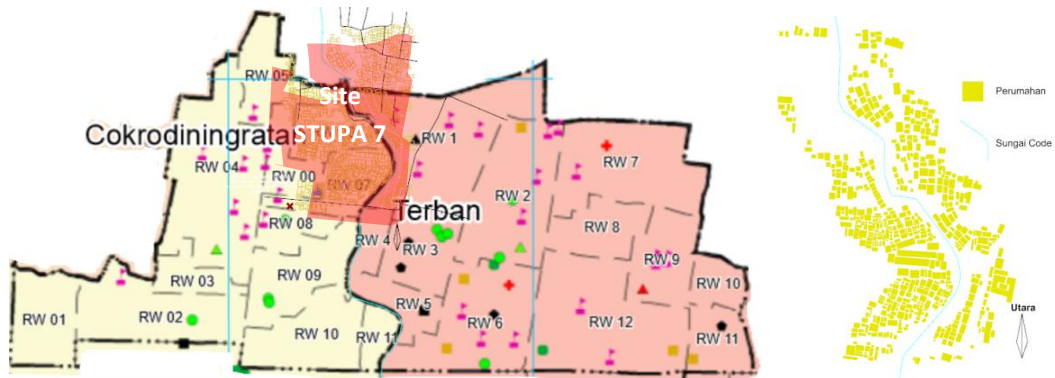 RW 05
Site
STUPA 7
Cokrodiningratan
RW 1
RW 04
RW 00
RW 07
RW 7
RW 2
Terban
RW 08
RW 4
RW 3
RW 8
RW 9
RW 03
RW 09
RW 10
RW 01
RW 02
RW 10
RW 11
RW 5
RW 6
RW 12
RW 11
Perumahan
Sungai Code
Utara